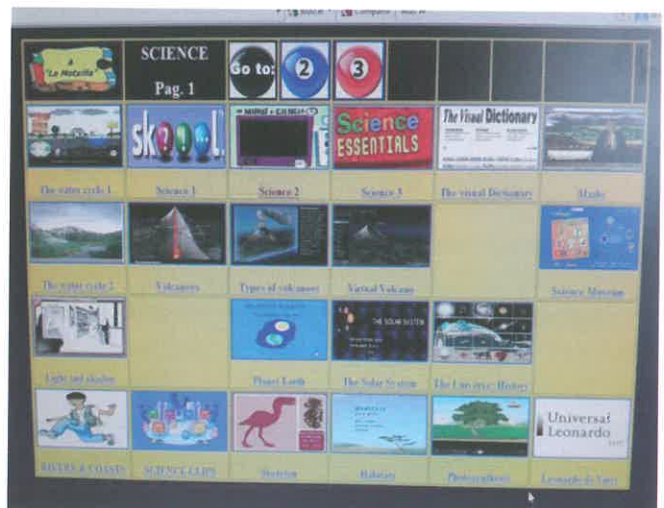 A
"La Motxilla"
SCIENCE
Pag. 1
Go to:
2
3
sk???l
Science
ESSENTIALS
The Visual Dictionary
The water cycle 1
Science 1
Science 2
Science 3
The visual Dictionary
The water cycle 2
Volcanoes
Types of volcanoes
Virtual Volcano
Science Museum
THE SOLAR SYSTEM
Light and shadow
Planet Earth
The Solar System
The Universe: History
Universal
Leonardo
RIVERS & COASTS
SCIENCE CLIPS
Skeleton
Habitats
Photosynthesis
Leonardo da Vinci